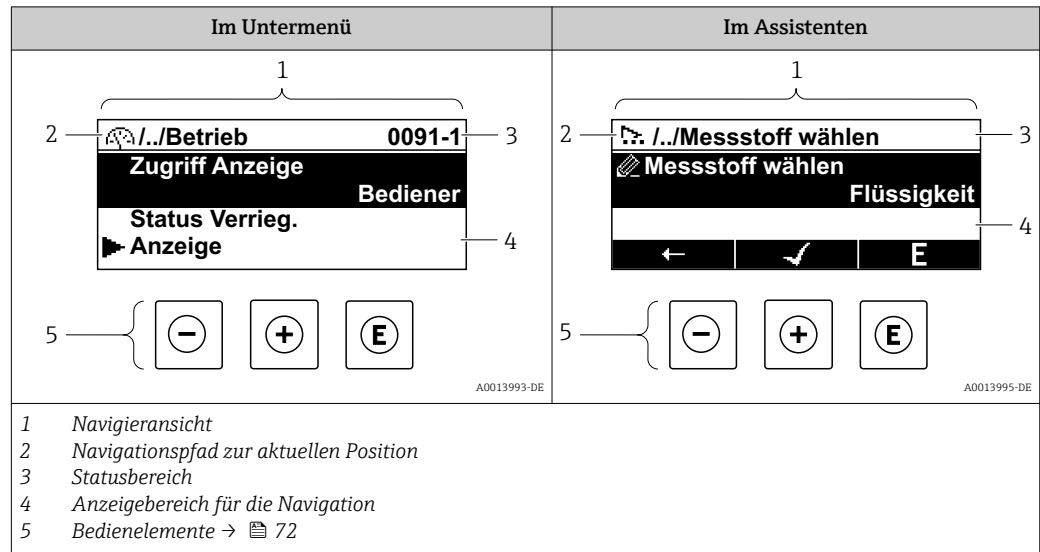 Im Untermenü
Im Assistenten
1
2
/../Betrieb 0091-1
3
Zugriff Anzeige
Bediener
Status Verrieg.
Anzeige
4
5
- + E
A0013993-DE
1
2
/../Messstoff wählen
3
Messstoff wählen
Flüssigkeit
4
← ✓ E
5
- + E
A0013995-DE
1 Navigieransicht
2 Navigationspfad zur aktuellen Position
3 Statusbereich
4 Anzeigebereich für die Navigation
5 Bedienelemente → 72